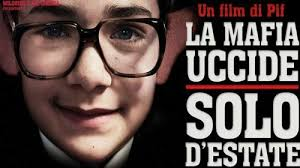 Un film di Pif
LA MAFIA
UCCIDE
SOLO
D'ESTATE